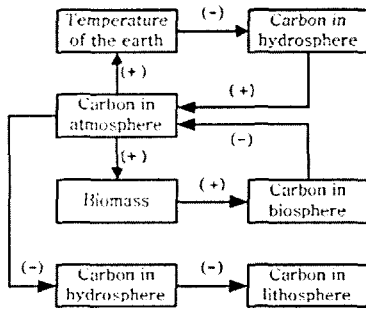 Temperature
of the earth
(-)
Carbon in
hydrosphere
(+)
(+)
Carbon in
atmosphere
(-)
(+)
Biomass
(+)
Carbon in
biosphere
(-)
Carbon in
hydrosphere
(-)
Carbon in
lithosphere